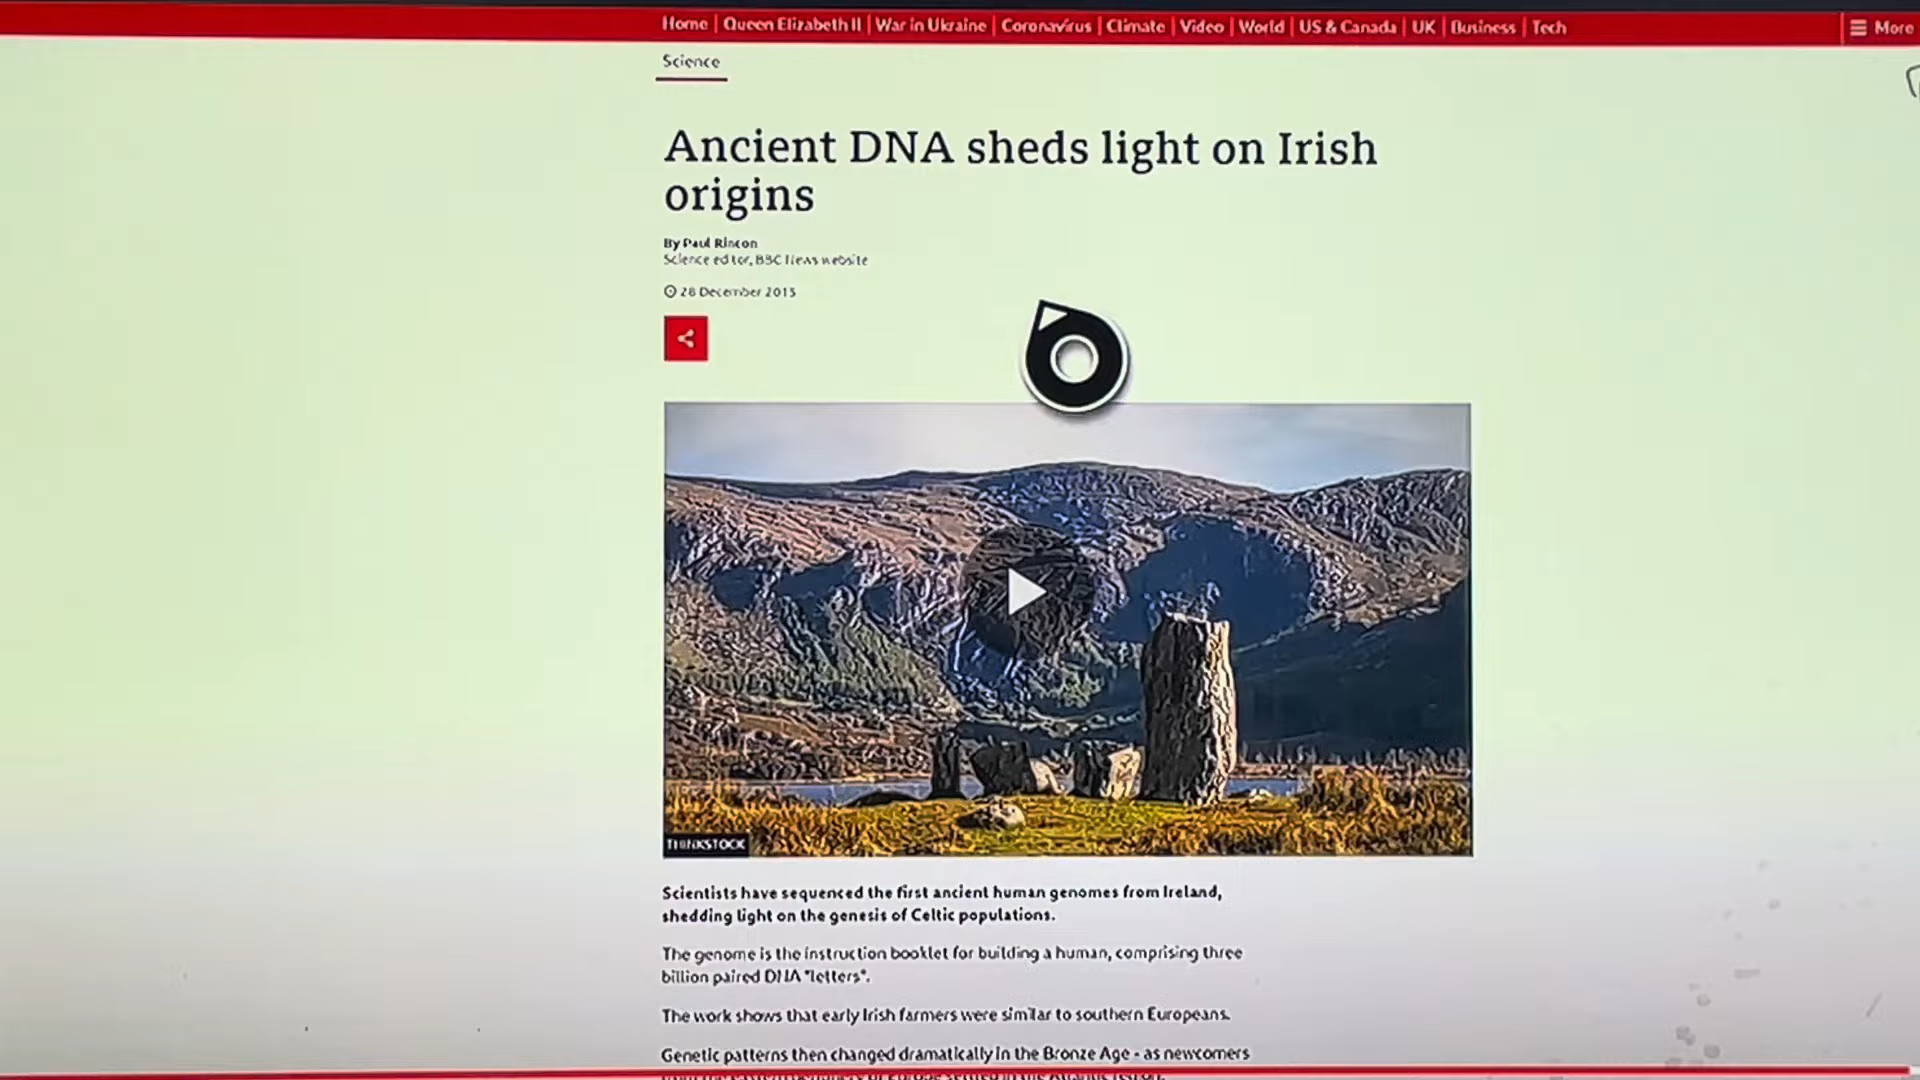 Home | Queen Elizabeth II | War in Ukraine | Coronavirus | Climate | Video | World | US & Canada | UK | Business | Tech
More
Science
Ancient DNA sheds light on Irish
origins
By Paul Rincon
Science editor, BBC News website
28 December 2015
THINKSTOCK
Scientists have sequenced the first ancient human genomes from Ireland,
shedding light on the genesis of Celtic populations.
The genome is the instruction booklet for building a human, comprising three
billion paired DNA "letters".
The work shows that early Irish farmers were similar to southern Europeans.
Genetic patterns then changed dramatically in the Bronze Age - as newcomers